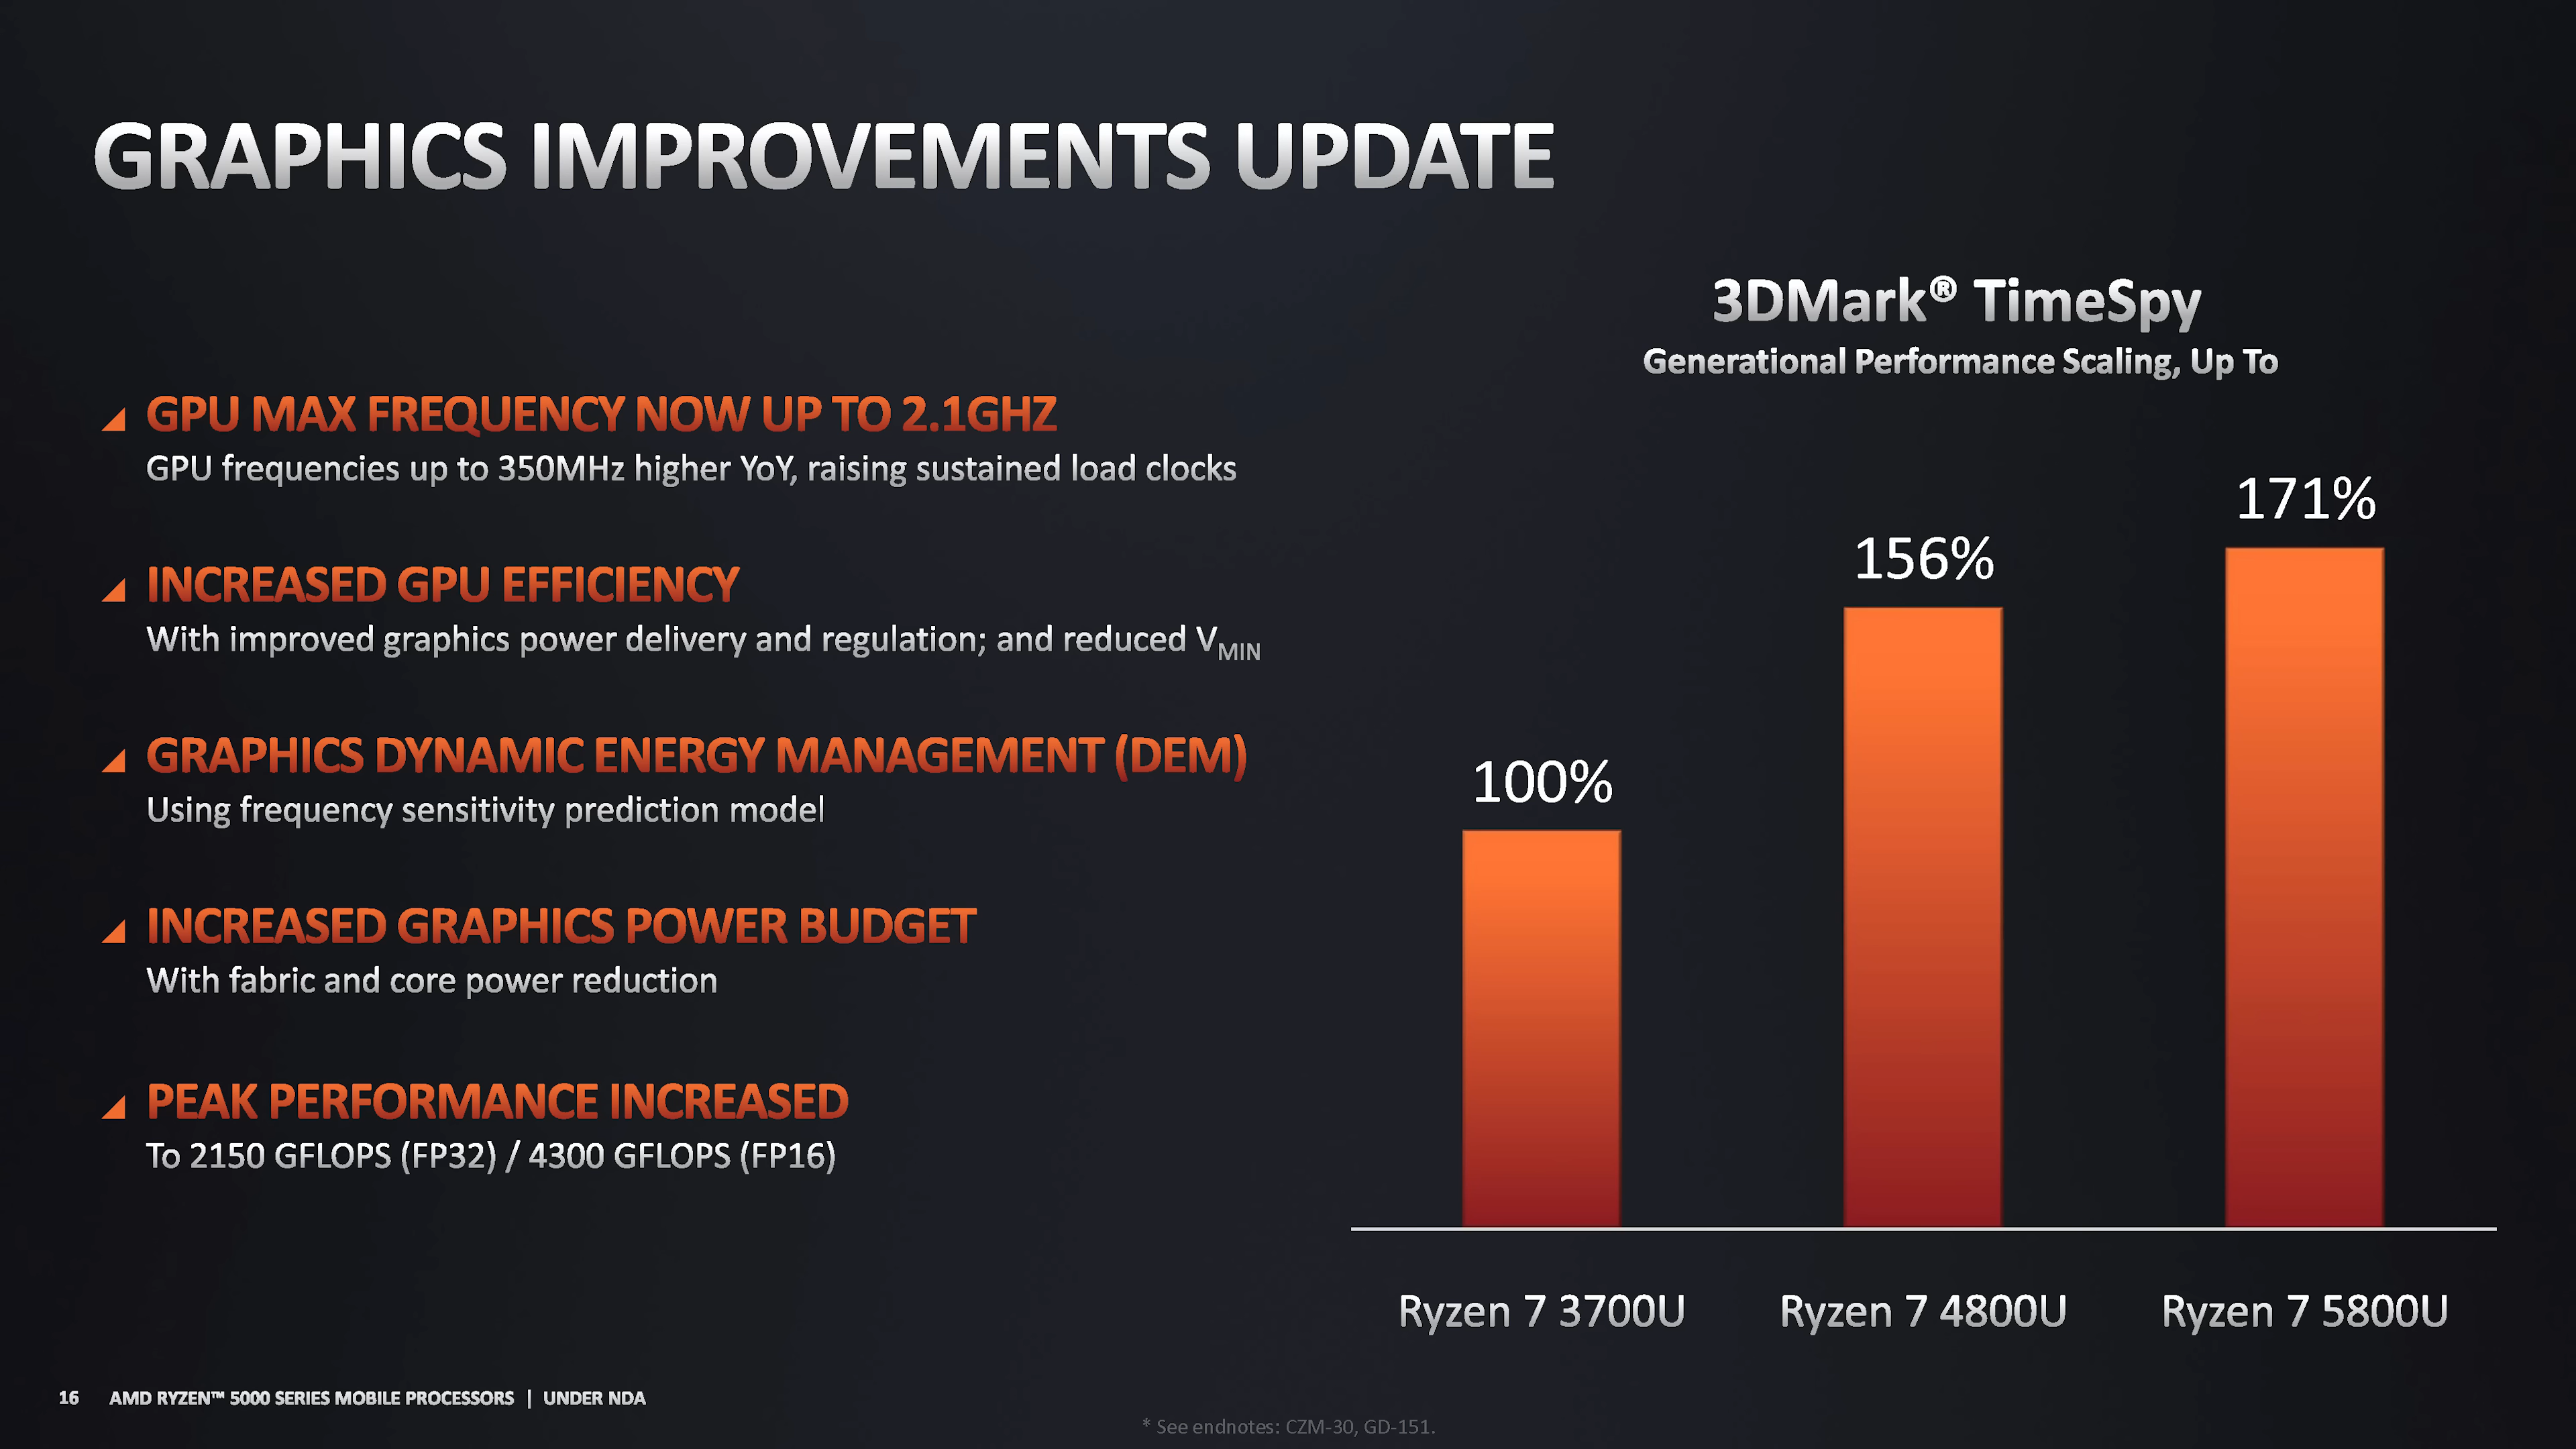 GRAPHICS IMPROVEMENTS UPDATE
GPU MAX FREQUENCY NOW UP TO 2.1GHZ
GPU frequencies up to 350MHz higher YoY, raising sustained load clocks
INCREASED GPU EFFICIENCY
With improved graphics power delivery and regulation; and reduced VMIN
GRAPHICS DYNAMIC ENERGY MANAGEMENT (DEM)
Using frequency sensitivity prediction model
INCREASED GRAPHICS POWER BUDGET
With fabric and core power reduction
PEAK PERFORMANCE INCREASED
To 2150 GFLOPS (FP32) / 4300 GFLOPS (FP16)
3DMark® TimeSpy
Generational Performance Scaling, Up To
100%
156%
171%
Ryzen 7 3700U
Ryzen 7 4800U
Ryzen 7 5800U
16 AMD RYZEN™ 5000 SERIES MOBILE PROCESSORS | UNDER NDA
* See endnotes: CZM-30, GD-151.